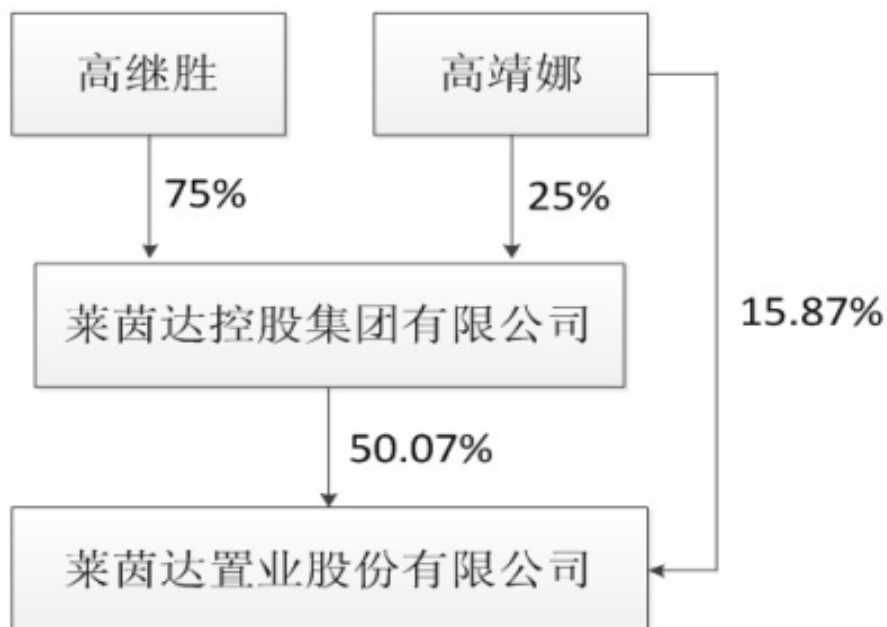 高继胜
高靖娜
75%
25%
莱茵达控股集团有限公司
15.87%
50.07%
莱茵达置业股份有限公司